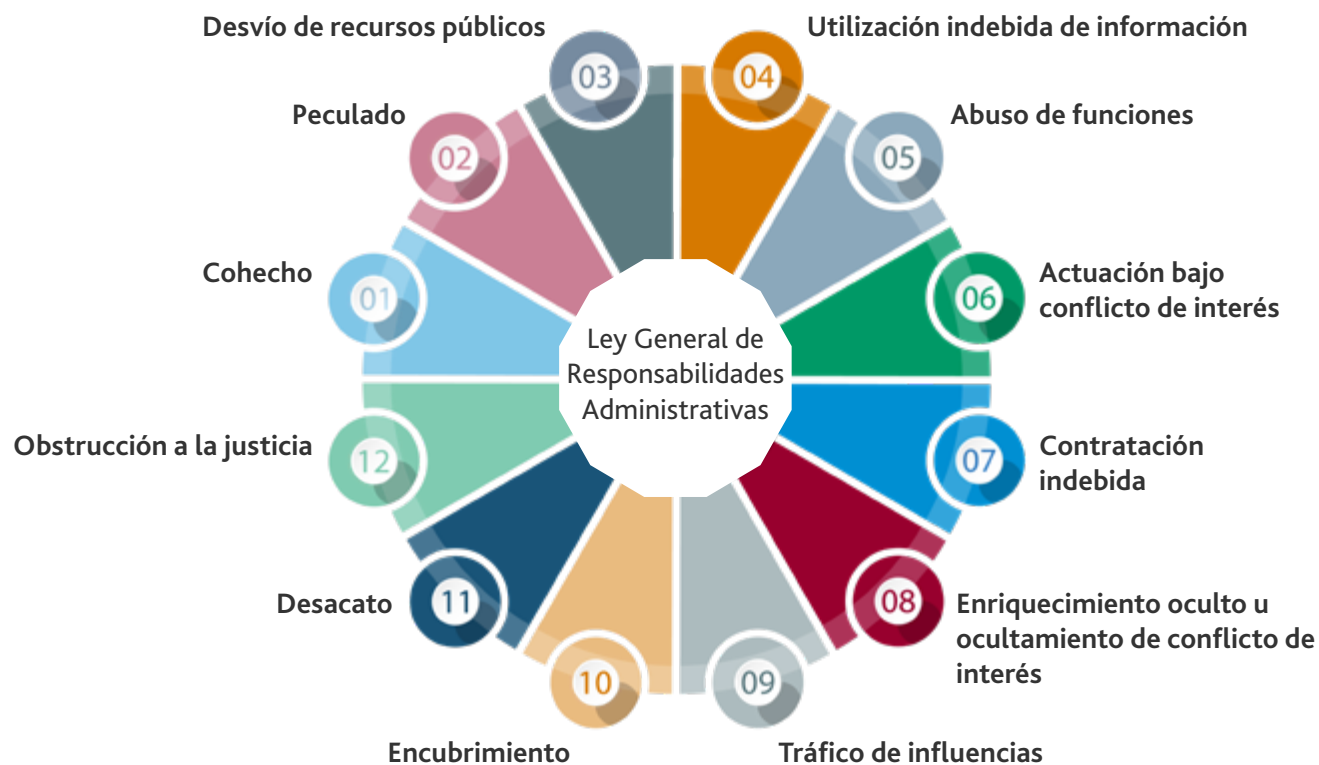 Desvío de recursos públicos
03
04
Utilización indebida de información
Peculado
02
05
Abuso de funciones
Cohecho
01
06
Actuación bajo
conflicto de interés
Ley General de
Responsabilidades
Administrativas
Obstrucción a la justicia
12
07
Contratación
indebida
Desacato
11
08
Enriquecimiento oculto u
ocultamiento de conflicto de
interés
10
09
Encubrimiento
Tráfico de influencias